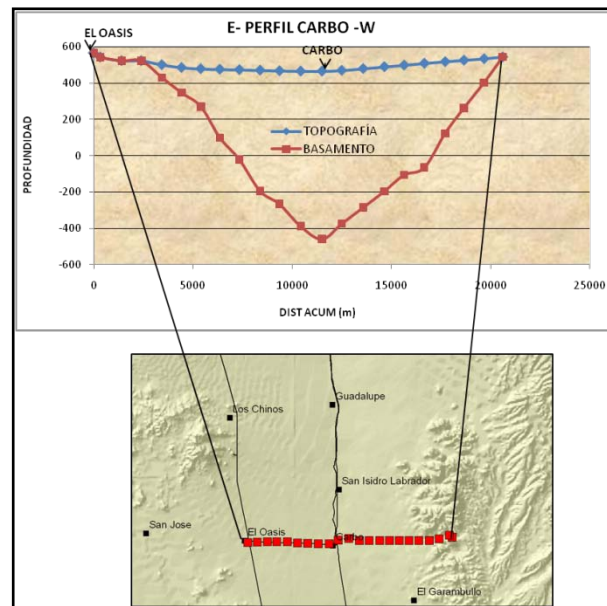 E- PERFIL CARBO -W
EL OASIS
CARBO
600
400
200
0
-200
-400
-600
PROFUNDIDAD
TOPOGRAFÍA
BASAMENTO
0
5000
10000
15000
20000
25000
DIST ACUM (m)
Los Chinos
Guadalupe
San Isidro Labrador
San Jose
El Oasis
Carbo
El Garambullo